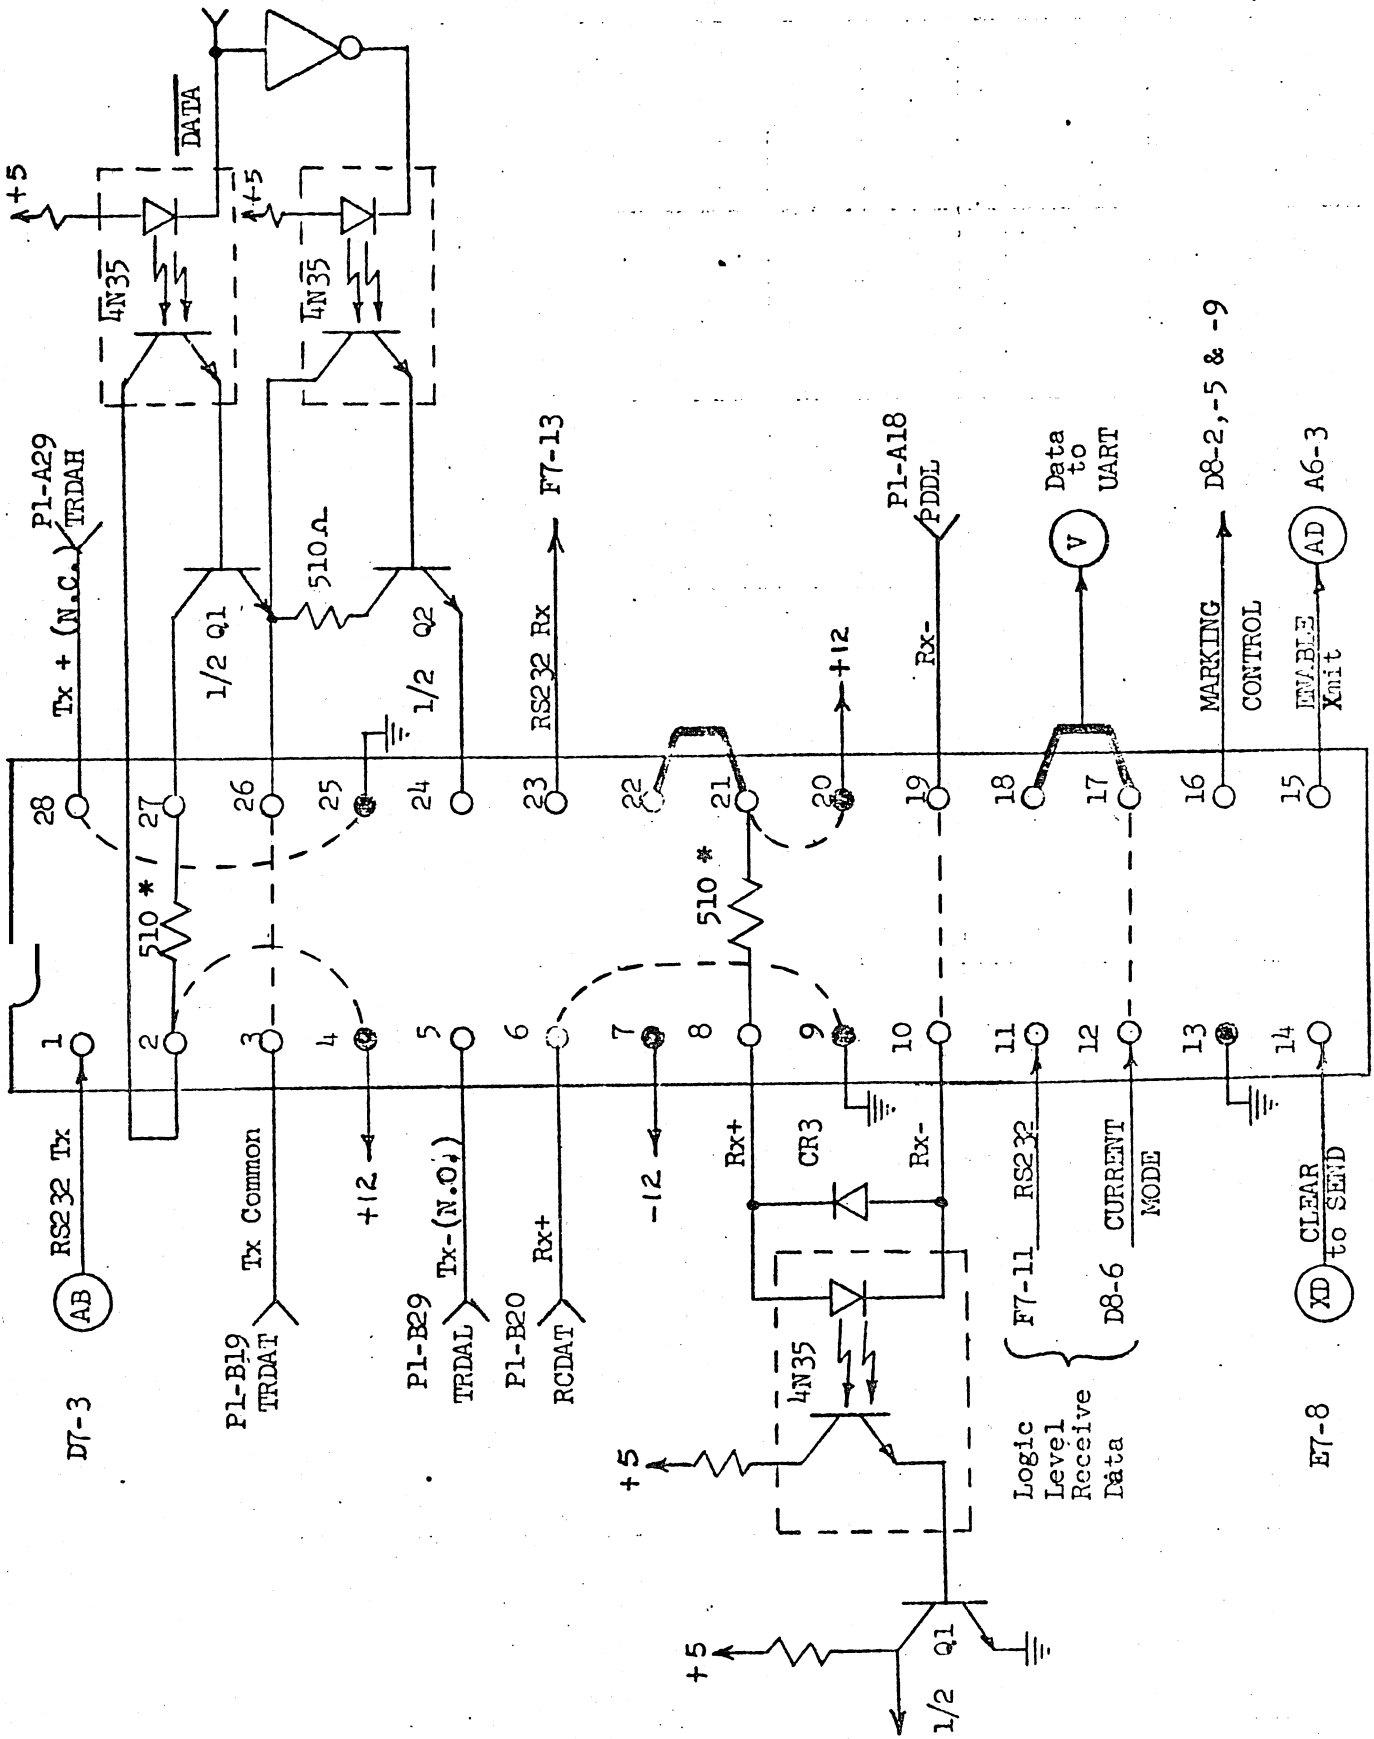 +5
DATA
4N35
+5
4N35
P1-A29
TRDAH
Tx + (N.C.)
1/2 Q1
510Ω
1/2 Q2
F7-13
RS232 Rx
+12
P1-A18
PDDL
Rx-
Data
to
UART
V
D8-2,-5 & -9
MARKING
CONTROL
A6-3
AD
ENABLE
Xmit
28
27
26
25
24
23
22
21
20
19
18
17
16
15
510 *
510 *
1
2
3
4
5
6
7
8
9
10
11
12
13
14
RS232 Tx
AB
D7-3
Tx Common
P1-B19
TRDAT
+12
Tx-(N.O.)
P1-B29
TRDAL
Rx+
P1-B20
RCDAT
-12
Rx+
CR3
Rx-
4N35
+5
+5
1/2 Q1
F7-11 RS232
D8-6 CURRENT
MODE
Logic
Level
Receive
Data
CLEAR
to SEND
XD
E7-8